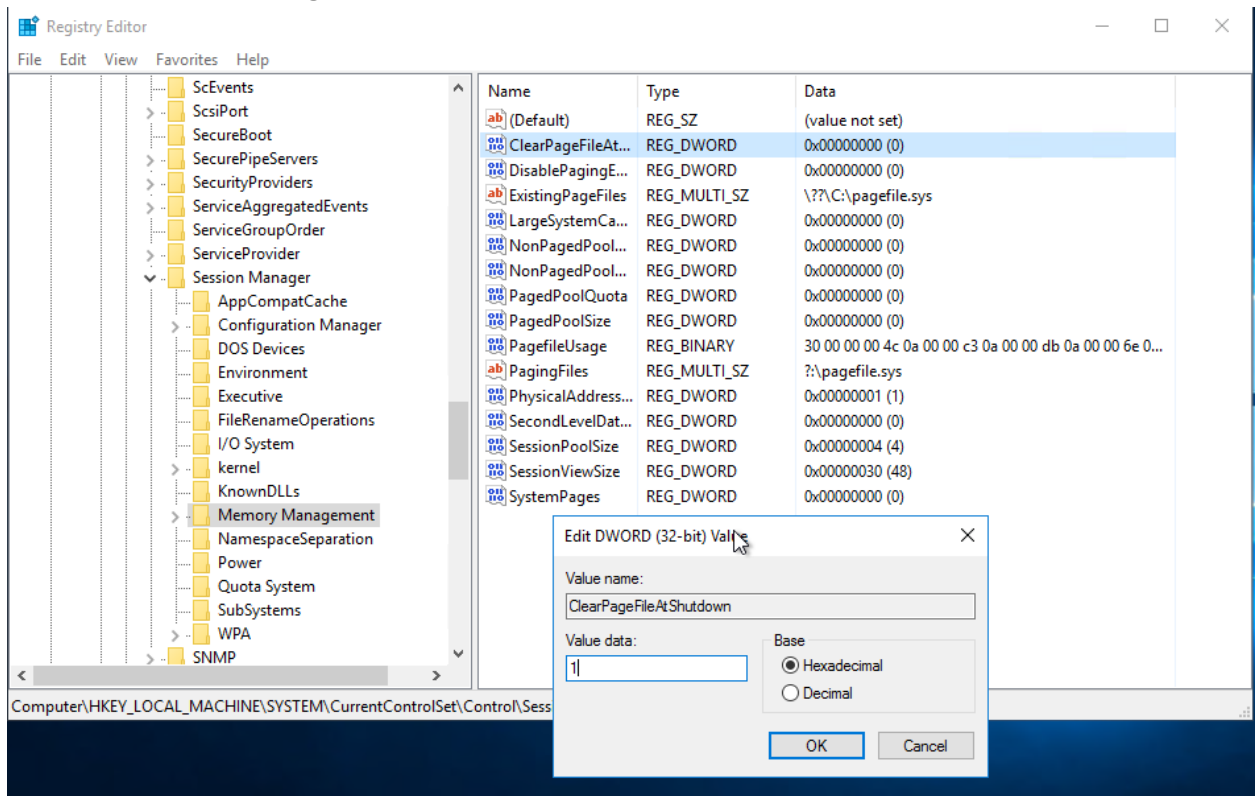 Registry Editor
File Edit View Favorites Help
ScEvents
ScsiPort
SecureBoot
SecurePipeServers
SecurityProviders
ServiceAggregatedEvents
ServiceGroupOrder
ServiceProvider
Session Manager
AppCompatCache
Configuration Manager
DOS Devices
Environment
Executive
FileRenameOperations
I/O System
kernel
KnownDLLs
Memory Management
NamespaceSeparation
Power
Quota System
SubSystems
WPA
SNMP
Name Type Data
(Default) REG_SZ (value not set)
ClearPageFileAt... REG_DWORD 0x00000000 (0)
DisablePagingE... REG_DWORD 0x00000000 (0)
ExistingPageFiles REG_MULTI_SZ \??\C:\pagefile.sys
LargeSystemCa... REG_DWORD 0x00000000 (0)
NonPagedPool... REG_DWORD 0x00000000 (0)
NonPagedPool... REG_DWORD 0x00000000 (0)
PagedPoolQuota REG_DWORD 0x00000000 (0)
PagedPoolSize REG_DWORD 0x00000000 (0)
PagefileUsage REG_BINARY 30 00 00 00 4c 0a 00 00 c3 0a 00 00 db 0a 00 00 6e 0...
PagingFiles REG_MULTI_SZ ?:\pagefile.sys
PhysicalAddress... REG_DWORD 0x00000001 (1)
SecondLevelDat... REG_DWORD 0x00000000 (0)
SessionPoolSize REG_DWORD 0x00000004 (4)
SessionViewSize REG_DWORD 0x00000030 (48)
SystemPages REG_DWORD 0x00000000 (0)
Computer\HKEY_LOCAL_MACHINE\SYSTEM\CurrentControlSet\Control\Sess
Edit DWORD (32-bit) Value
Value name:
ClearPageFileAtShutdown
Value data:
1
Base
Hexadecimal
Decimal
OK Cancel